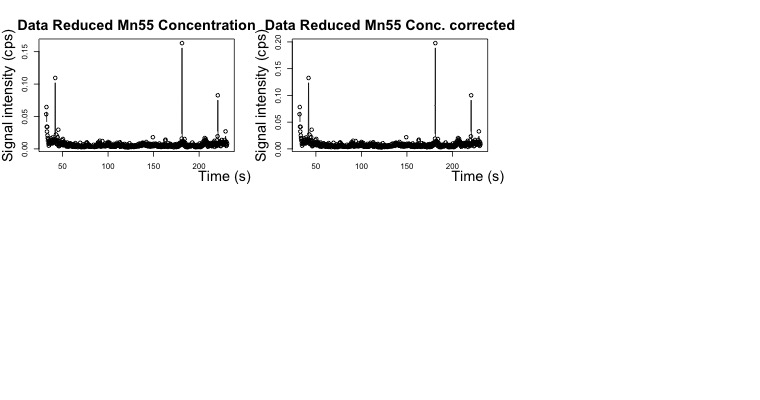 Data Reduced Mn55 Concentration
Signal intensity (cps)
0.15
0.10
0.05
0.00
50
100
150
200
Time (s)
Data Reduced Mn55 Conc. corrected
Signal intensity (cps)
0.20
0.15
0.10
0.05
0.00
50
100
150
200
Time (s)